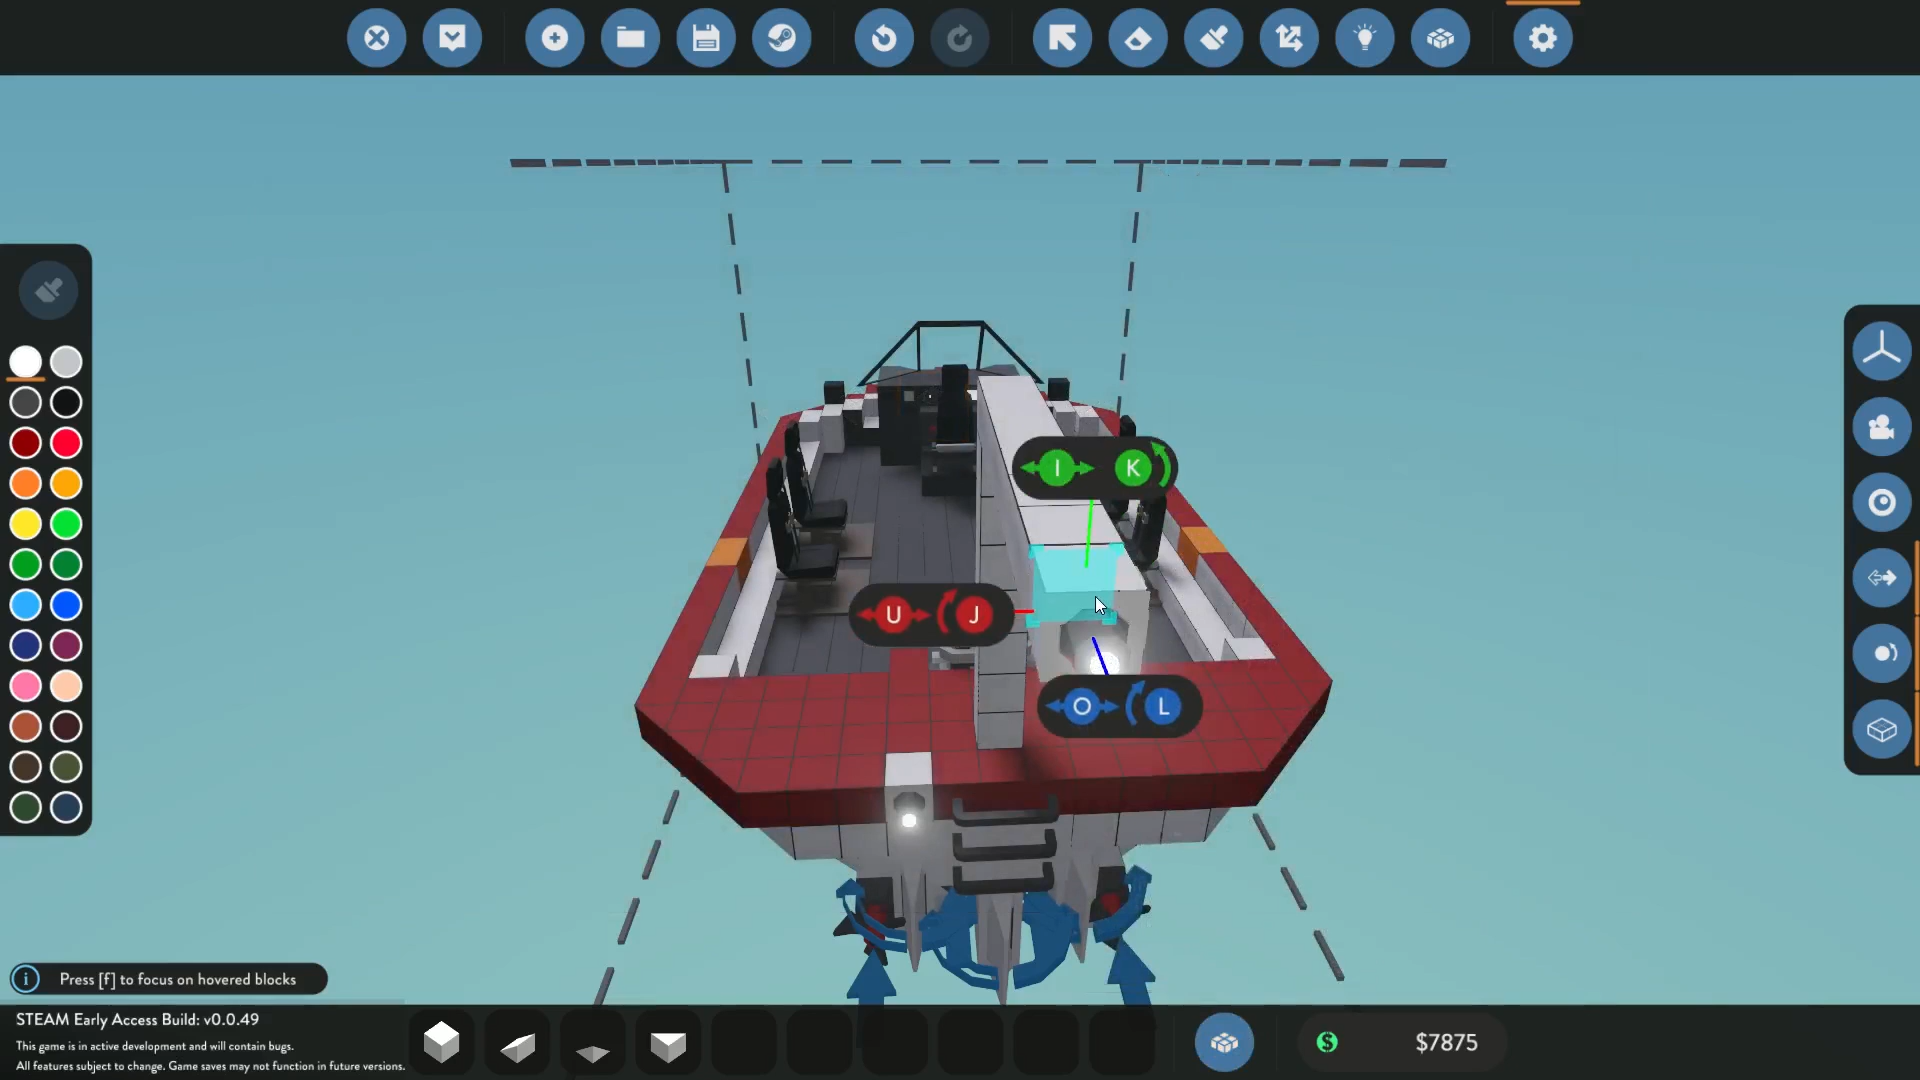 I K
U J
O L
Press [f] to focus on hovered blocks
STEAM Early Access Build: v0.0.49
This game is in active development and will contain bugs.
All features subject to change. Game saves may not function in future versions.
$7875